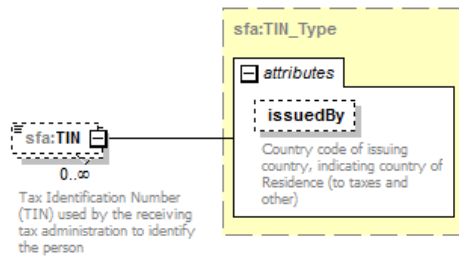 sfa:TIN_Type
attributes
issuedBy
Country code of issuing
country, indicating country of
Residence (to taxes and
other)
sfa:TIN
0..∞
Tax Identification Number
(TIN) used by the receiving
tax administration to identify
the person